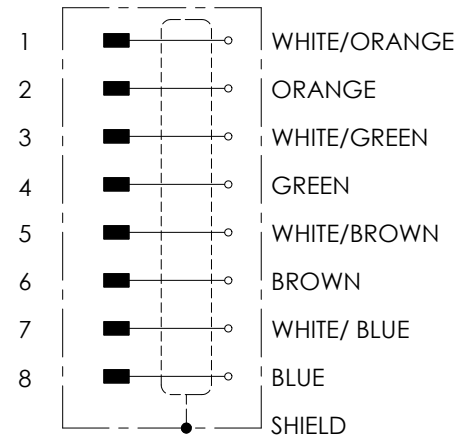 1 WHITE/ORANGE
2 ORANGE
3 WHITE/GREEN
4 GREEN
5 WHITE/BROWN
6 BROWN
7 WHITE/ BLUE
8 BLUE
SHIELD